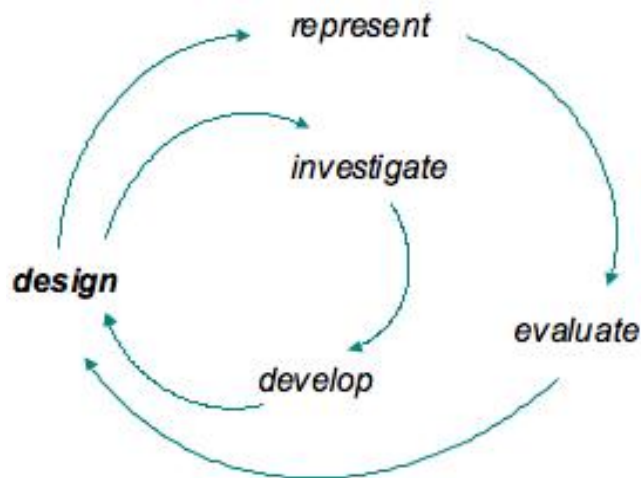 represent
investigate
design
evaluate
develop